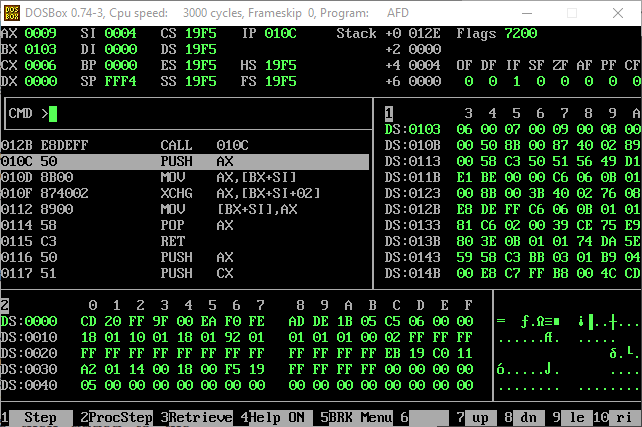 DOSBox 0.74-3, Cpu speed: 3000 cycles, Frameskip 0, Program: AFD
AX 0009 SI 0004 CS 19F5 IP 010C Stack +0 012E Flags 7200
BX 0103 DI 0000 DS 19F5 +2 0000
CX 0006 BP 0000 ES 19F5 HS 19F5 +4 0004 OF DF IF SF ZF AF PF CF
DX 0000 SP FFF4 SS 19F5 FS 19F5 +6 0000 0 0 1 0 0 0 0 0
CMD > 1 3 4 5 6 7 8 9 A
DS:0103 06 00 07 00 09 00 08 00
012B E8DEFF CALL 010C DS:010B 00 50 8B 00 87 40 02 89
010C 50 PUSH AX DS:0113 00 58 C3 50 51 56 49 D1
010D 8B00 MOV AX,[BX+SI] DS:011B E1 BE 00 00 C6 06 0B 01
010F 874002 XCHG AX,[BX+SI+02] DS:0123 00 8B 00 3B 40 02 76 08
0112 8900 MOV [BX+SI],AX DS:012B E8 DE FF C6 06 0B 01 01
0114 58 POP AX DS:0133 81 C6 02 00 39 CE 75 E9
0115 C3 RET DS:013B 80 3E 0B 01 01 74 DA 5E
0116 50 PUSH AX DS:0143 59 58 C3 BB 03 01 B9 04
0117 51 PUSH CX DS:014B 00 E8 C7 FF B8 00 4C CD
2 0 1 2 3 4 5 6 7 8 9 A B C D E F
DS:0000 CD 20 FF 9F 00 EA F0 FE AD DE 1B 05 C5 06 00 00 = ƒ.Ω≡■ ¡▐..┼...
DS:0010 18 01 10 01 18 01 92 01 01 01 01 00 02 FF FF FF ......Æ. .....
DS:0020 FF FF FF FF FF FF FF FF FF FF FF FF EB 19 C0 11 δ.└.
DS:0030 A2 01 14 00 18 00 F5 19 FF FF FF FF 00 00 00 00 ó.....⌡. ....
DS:0040 05 00 00 00 00 00 00 00 00 00 00 00 00 00 00 00 ........ ........
1 Step 2ProcStep 3Retrieve 4Help ON 5BRK Menu 6 7 up 8 dn 9 le 10 ri